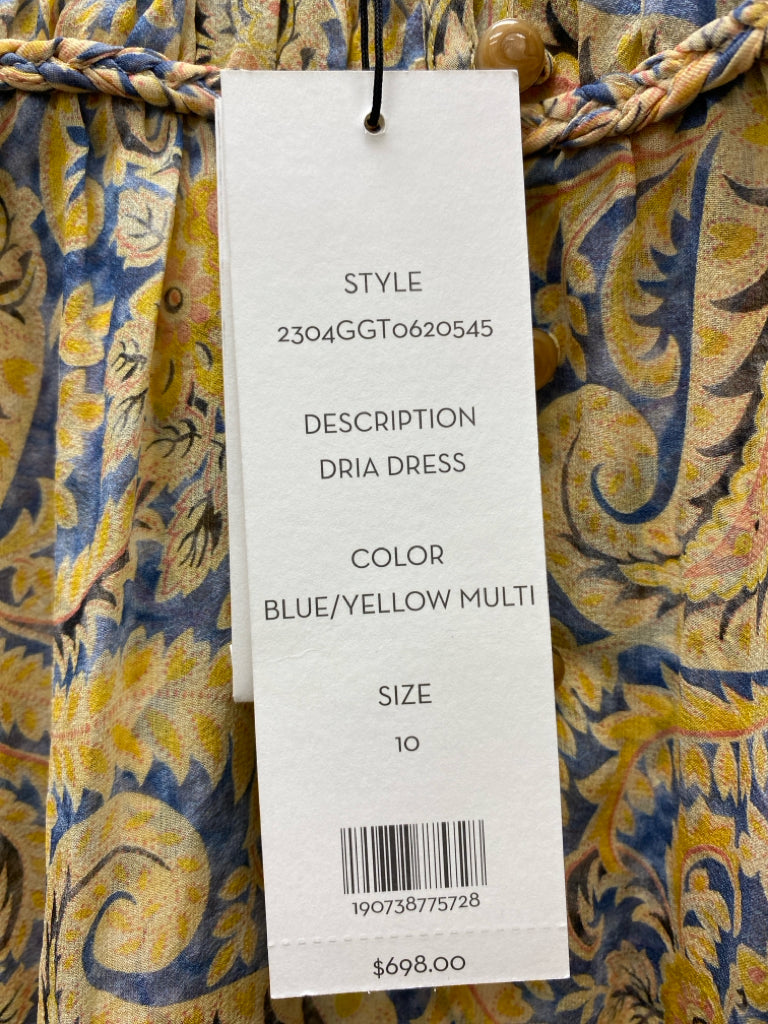 STYLE
2304GGT0620545
DESCRIPTION
DRIA DRESS
COLOR
BLUE/YELLOW MULTI
SIZE
10
190738775728
$698.00